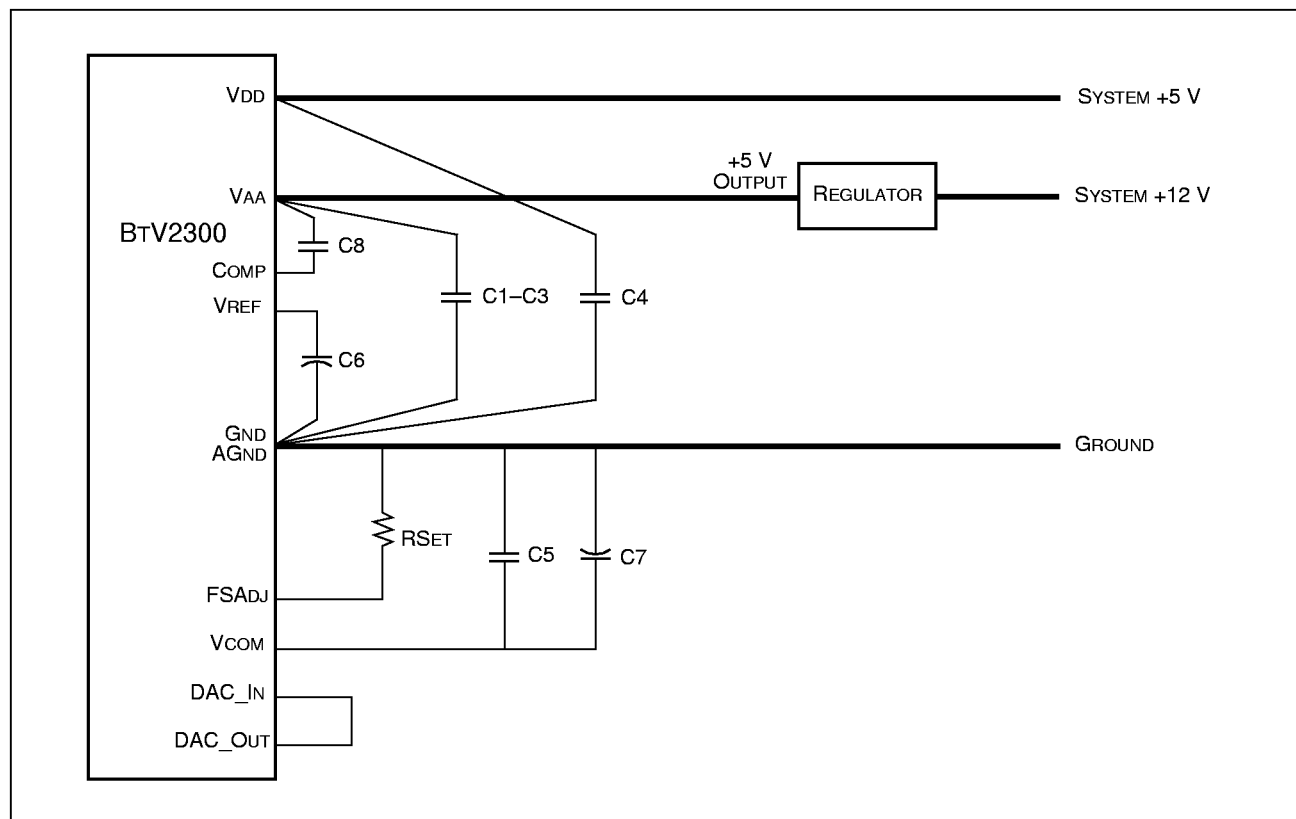 VDD
SYSTEM +5 V
+5 V
OUTPUT
REGULATOR
SYSTEM +12 V
VAA
BTV2300
C8
COMP
C1–C3
C4
VREF
C6
GND
AGND
GROUND
RSET
C5
C7
FSADJ
VCOM
DAC_IN
DAC_OUT